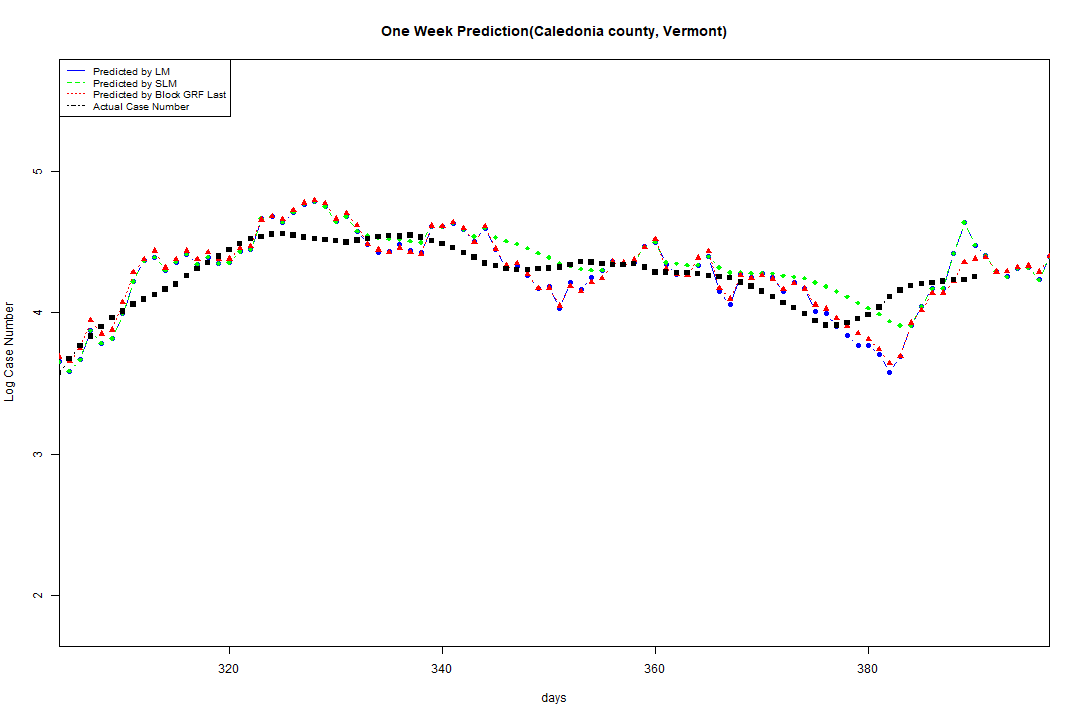 One Week Prediction(Caledonia county, Vermont)
Predicted by LM
Predicted by SLM
Predicted by Block GRF Last
Actual Case Number
5
4
3
2
Log Case Number
320 340 360 380
days